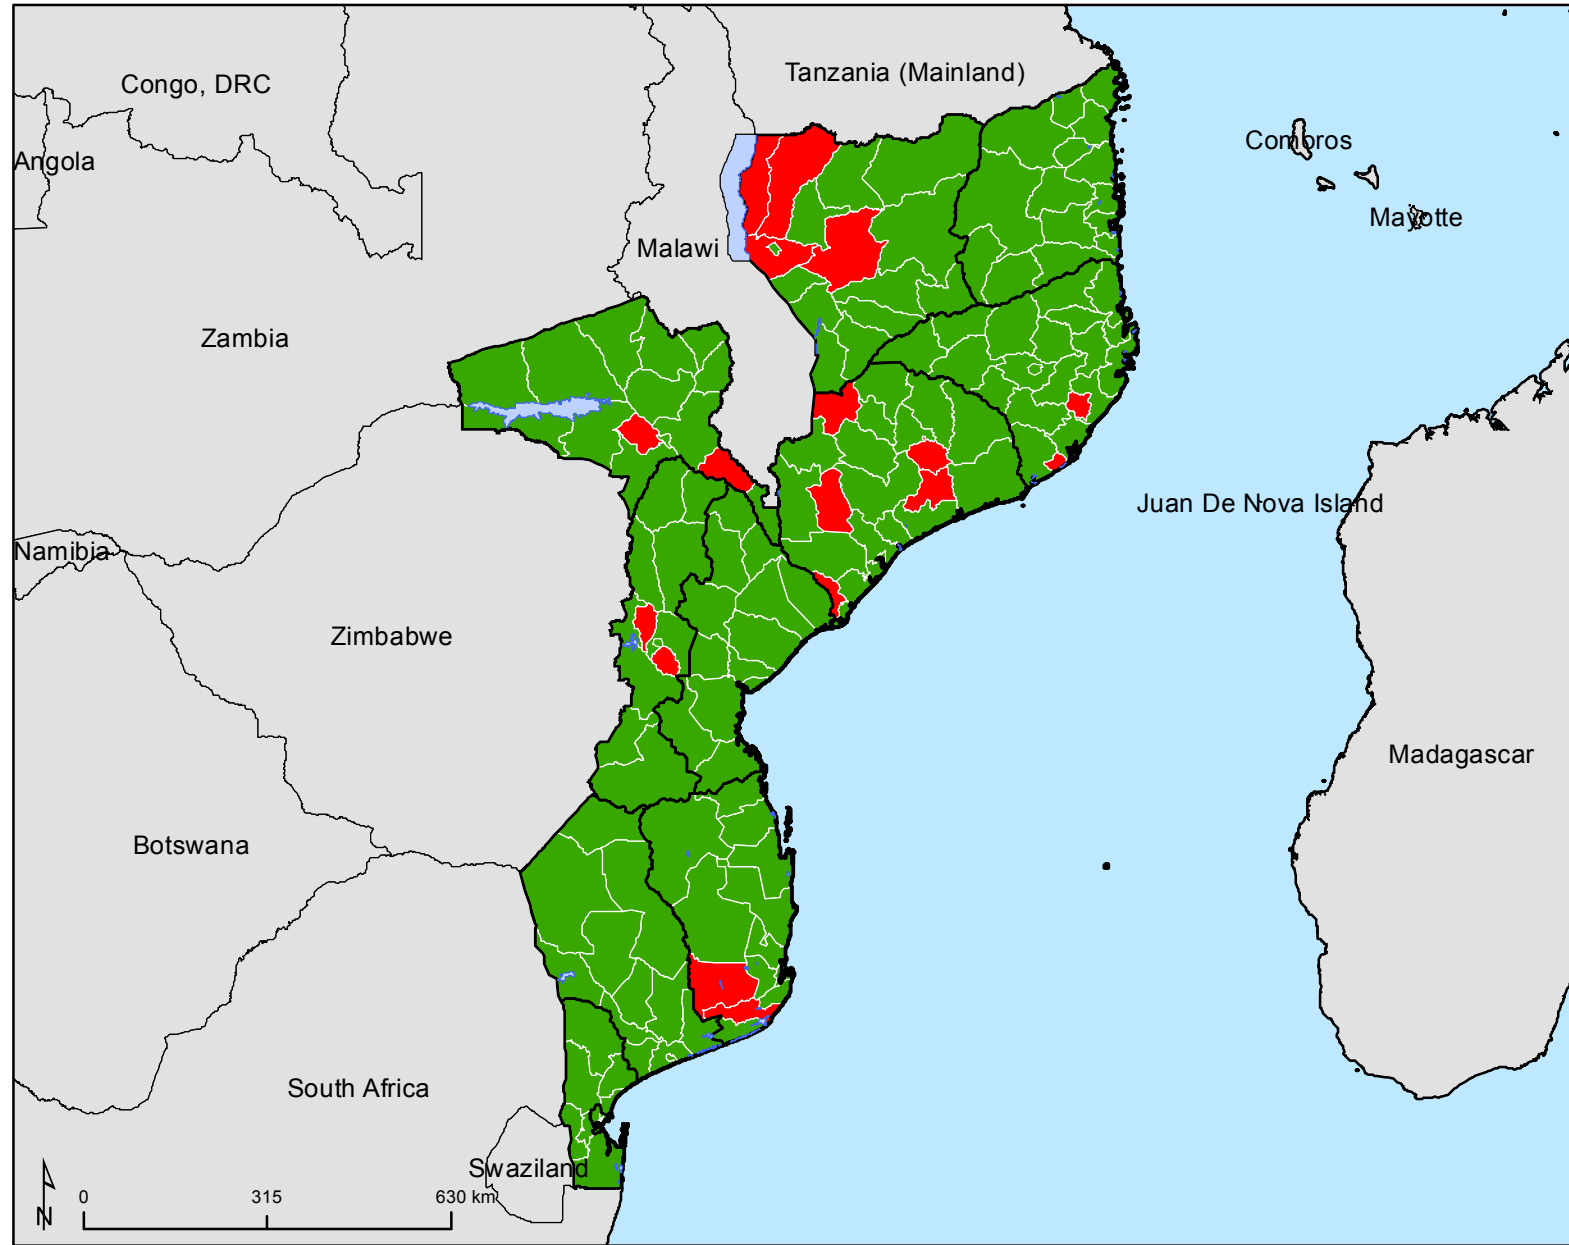 Tanzania (Mainland)
Congo, DRC
Comoros
Angola
Mayotte
Malawi
Zambia
Juan De Nova Island
Namibia
Zimbabwe
Madagascar
Botswana
South Africa
Swaziland
N
0 315 630 km